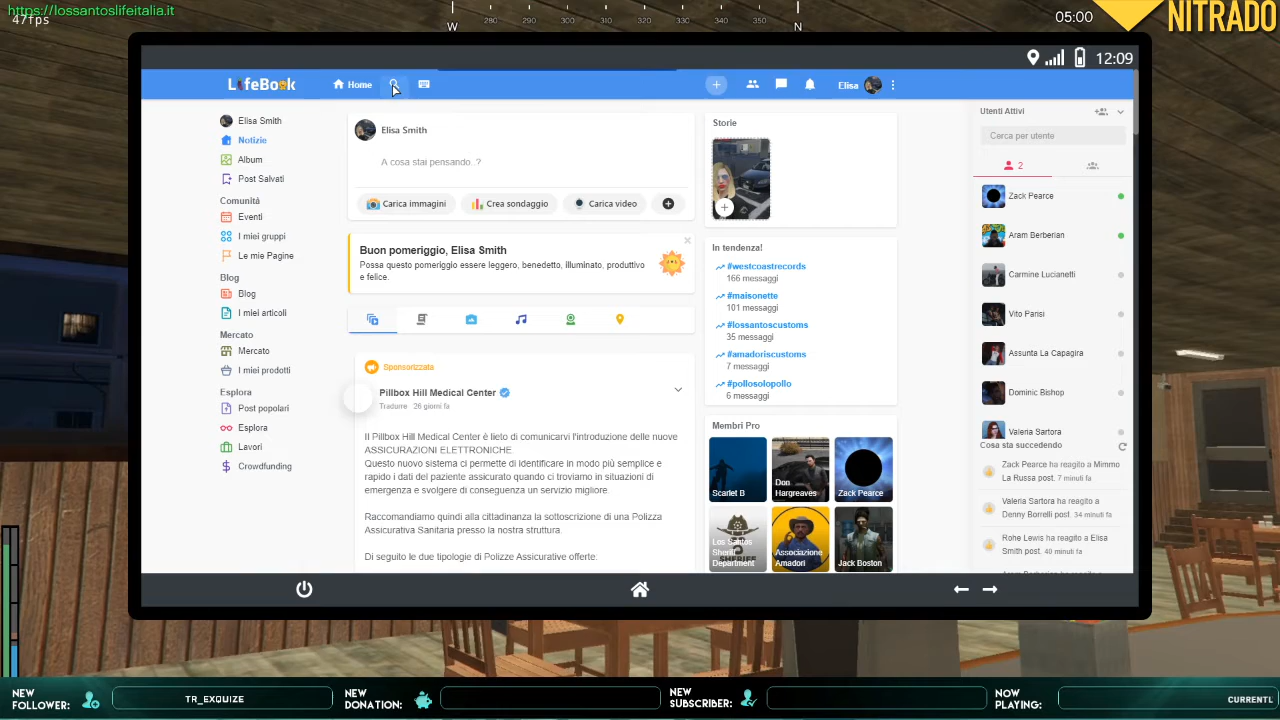 https://lossantoslifeitalia.it
47fps
W 280 290 300 310 320 330 340 350 N
05:00
NITRADO
12:09
LifeBook
Home
Elisa
Elisa Smith
Notizie
Album
Post Salvati
Comunità
Eventi
I miei gruppi
Le mie Pagine
Blog
Blog
I miei articoli
Mercato
Mercato
I miei prodotti
Esplora
Post popolari
Esplora
Lavori
Crowdfunding
Elisa Smith
A cosa stai pensando..?
Carica immagini
Crea sondaggio
Carica video
Buon pomeriggio, Elisa Smith
Possa questo pomeriggio essere leggero, benedetto, illuminato, produttivo
e felice.
Sponsorizzata
Pillbox Hill Medical Center
Tradurre 26 giorni fa
Il Pillbox Hill Medical Center è lieto di comunicarvi l'introduzione delle nuove
ASSICURAZIONI ELETTRONICHE.
Questo nuovo sistema ci permette di identificare in modo più semplice e
rapido i dati del paziente assicurato quando ci troviamo in situazioni di
emergenza e svolgere di conseguenza un servizio migliore.
Raccomandiamo quindi alla cittadinanza la sottoscrizione di una Polizza
Assicurativa Sanitaria presso la nostra struttura.
Di seguito le due tipologie di Polizze Assicurative offerte.
Storie
In tendenza!
#westcoastrecords
166 messaggi
#maisonette
101 messaggi
#lossantoscustoms
35 messaggi
#amadoriscustoms
7 messaggi
#pollosolopollo
6 messaggi
Membri Pro
Scarlet B
Don
Hargreaves
Zack Pearce
Los Santos
Sheriff
Department
SHERIFF
Associazione
Amadori
Jack Boston
Utenti Attivi
Cerca per utente
2
Zack Pearce
Aram Berberian
Carmine Lucianetti
Vito Parisi
Assunta La Capagira
Dominic Bishop
Valeria Sartora
Cosa sta succedendo
Zack Pearce ha reagito a Mimmo
La Russa post. 7 minuti fa
Valeria Sartora ha reagito a
Denny Borrelli post. 34 minuti fa
Rohe Lewis ha reagito a Elisa
Smith post. 40 minuti fa
NEW
FOLLOWER:
TR_EXQUIZE
NEW
DONATION:
NEW
SUBSCRIBER:
NOW
PLAYING:
CURRENTL